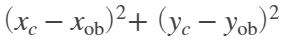 (x_c − x_ob)²+ (y_c − y_ob)²